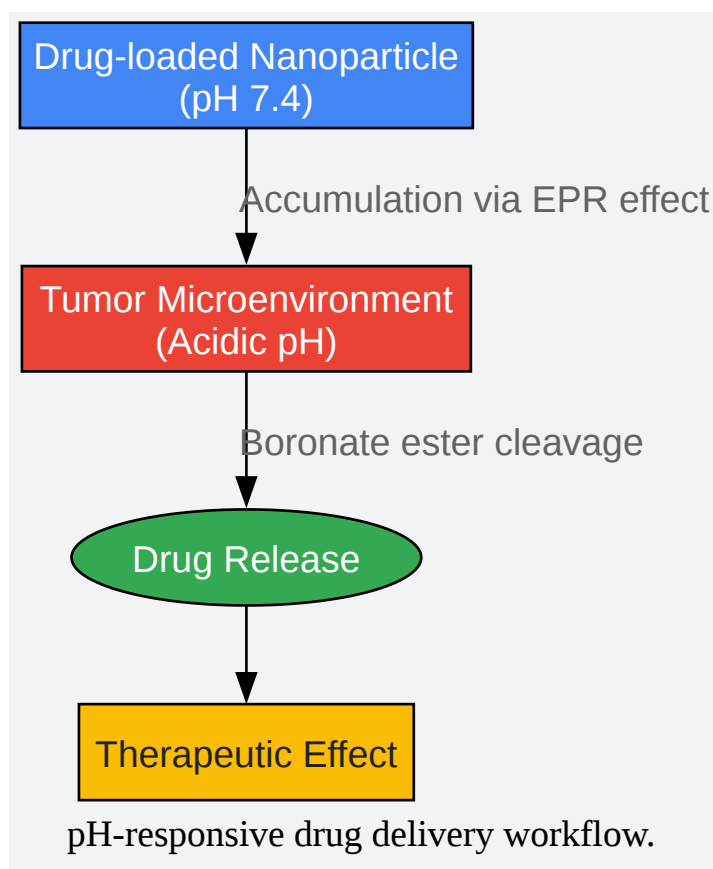 Drug-loaded Nanoparticle
(pH 7.4)
Accumulation via EPR effect
Tumor Microenvironment
(Acidic pH)
Boronate ester cleavage
Drug Release
Therapeutic Effect
pH-responsive drug delivery workflow.